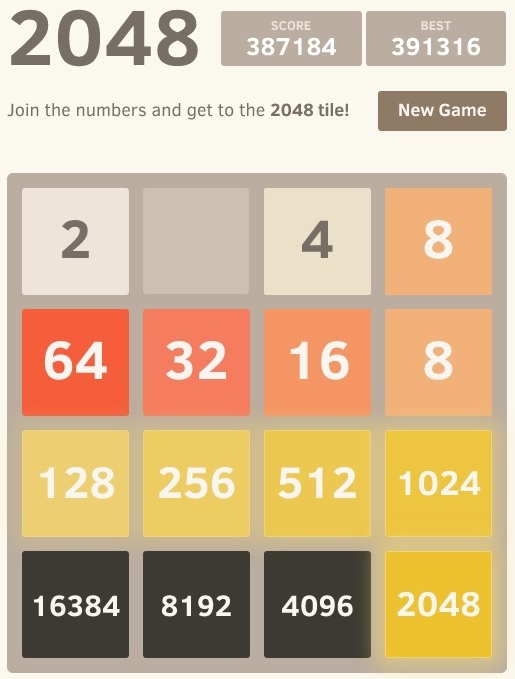 2048
SCORE
387184
BEST
391316
Join the numbers and get to the 2048 tile!
New Game
2 4 8
64 32 16 8
128 256 512 1024
16384 8192 4096 2048